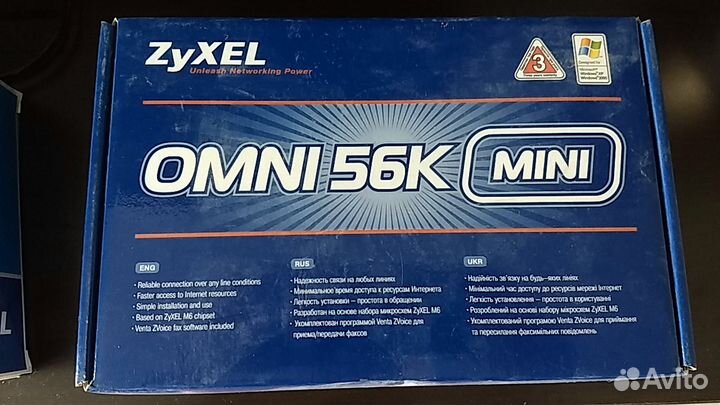 ZyXEL
Unleash Networking Power
3
Three years warranty
Designed for
Microsoft
Windows XP
Windows 2000
OMNI 56K MINI
ENG
· Reliable connection over any line conditions
· Faster access to Internet resources
· Simple installation and use
· Based on ZyXEL M6 chipset
· Venta ZVoice fax software included
RUS
· Надежность связи на любых линиях
· Минимальное время доступа к ресурсам Интернета
· Легкость установки – простота в обращении
· Разработан на основе набора микросхем ZyXEL M6
· Укомплектован программой Venta ZVoice для
приема/передачи факсов
UKR
· Надійність зв'язку на будь-яких лініях
· Мінімальний час доступу до ресурсів мережі Інтернет
· Легкість установлення – простота в користуванні
· Розроблений на основі набору мікросхем ZyXEL M6
· Укомплектований програмою Venta ZVoice для приймання
та пересилання факсимільних повідомлень
EL
Avito